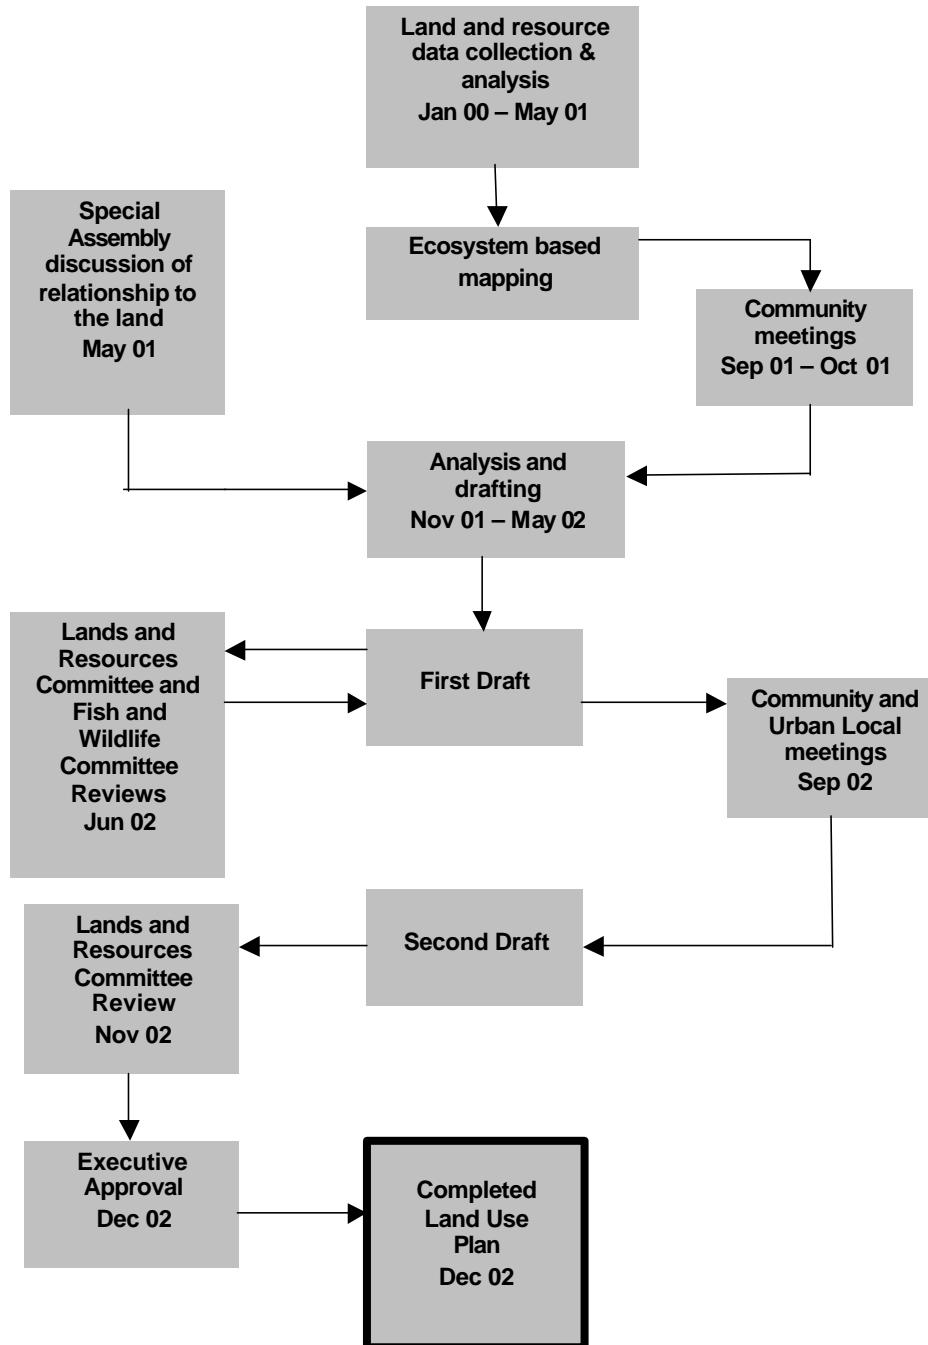 Land and resource
data collection &
analysis
Jan 00 – May 01
Special
Assembly
discussion of
relationship to
the land
May 01
Ecosystem based
mapping
Community
meetings
Sep 01 – Oct 01
Analysis and
drafting
Nov 01 – May 02
Lands and
Resources
Committee and
Fish and
Wildlife
Committee
Reviews
Jun 02
First Draft
Community and
Urban Local
meetings
Sep 02
Second Draft
Lands and
Resources
Committee
Review
Nov 02
Executive
Approval
Dec 02
Completed
Land Use
Plan
Dec 02